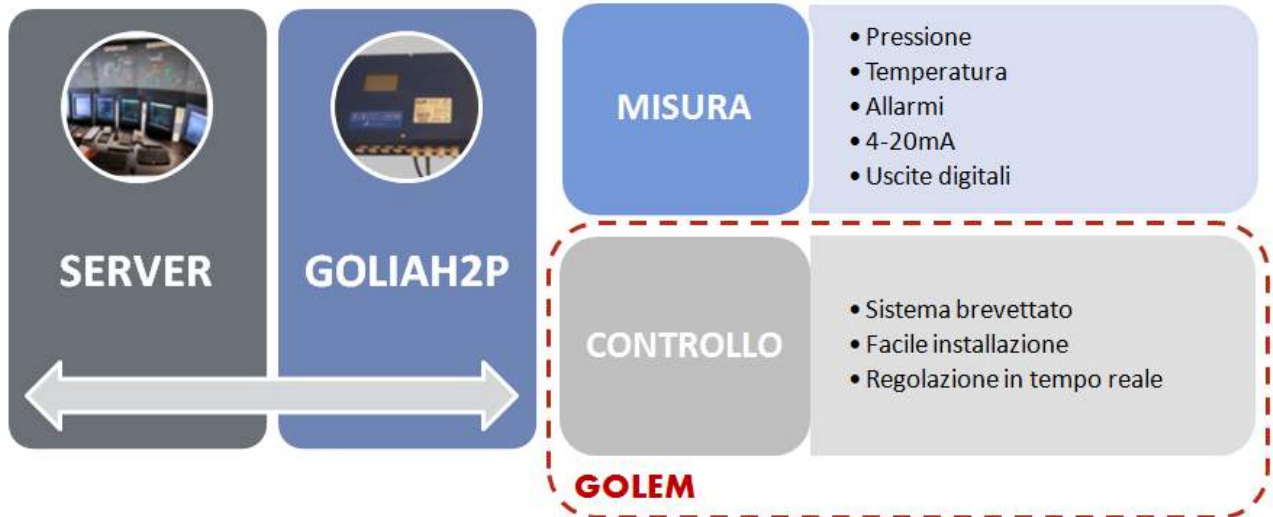 SERVER
GOLIAH2P
MISURA
• Pressione
• Temperatura
• Allarmi
• 4-20mA
• Uscite digitali
CONTROLLO
• Sistema brevettato
• Facile installazione
• Regolazione in tempo reale
GOLEM